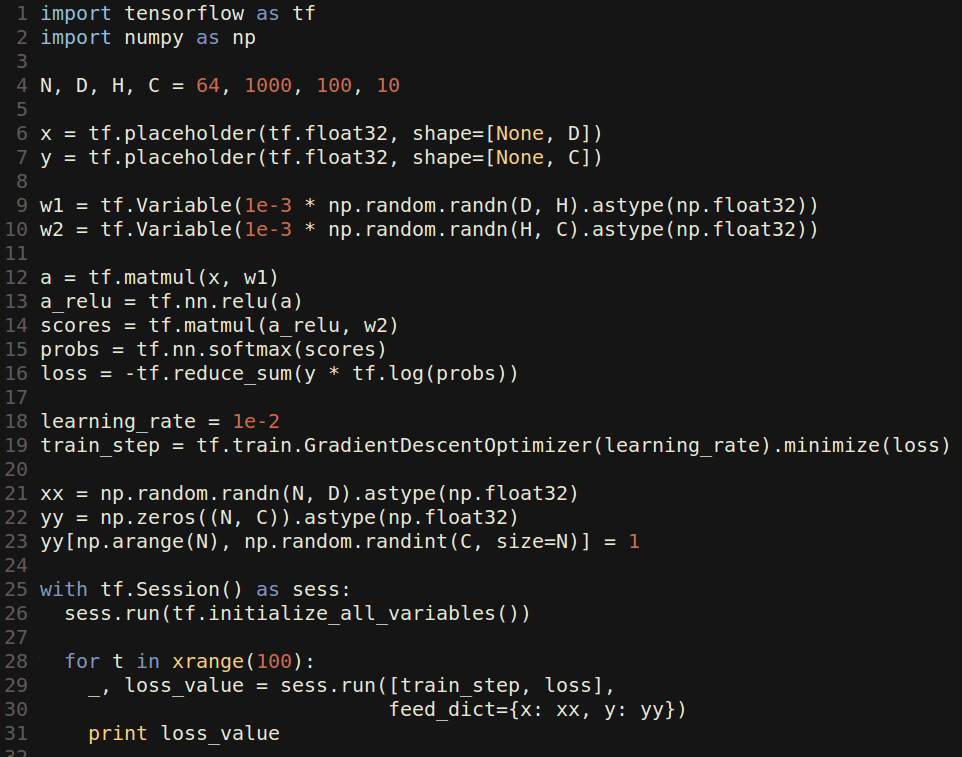 1 import tensorflow as tf
2 import numpy as np
3
4 N, D, H, C = 64, 1000, 100, 10
5
6 x = tf.placeholder(tf.float32, shape=[None, D])
7 y = tf.placeholder(tf.float32, shape=[None, C])
8
9 w1 = tf.Variable(1e-3 * np.random.randn(D, H).astype(np.float32))
10 w2 = tf.Variable(1e-3 * np.random.randn(H, C).astype(np.float32))
11
12 a = tf.matmul(x, w1)
13 a_relu = tf.nn.relu(a)
14 scores = tf.matmul(a_relu, w2)
15 probs = tf.nn.softmax(scores)
16 loss = -tf.reduce_sum(y * tf.log(probs))
17
18 learning_rate = 1e-2
19 train_step = tf.train.GradientDescentOptimizer(learning_rate).minimize(loss)
20
21 xx = np.random.randn(N, D).astype(np.float32)
22 yy = np.zeros((N, C)).astype(np.float32)
23 yy[np.arange(N), np.random.randint(C, size=N)] = 1
24
25 with tf.Session() as sess:
26   sess.run(tf.initialize_all_variables())
27
28   for t in xrange(100):
29     _, loss_value = sess.run([train_step, loss],
30                              feed_dict={x: xx, y: yy})
31     print loss_value
32